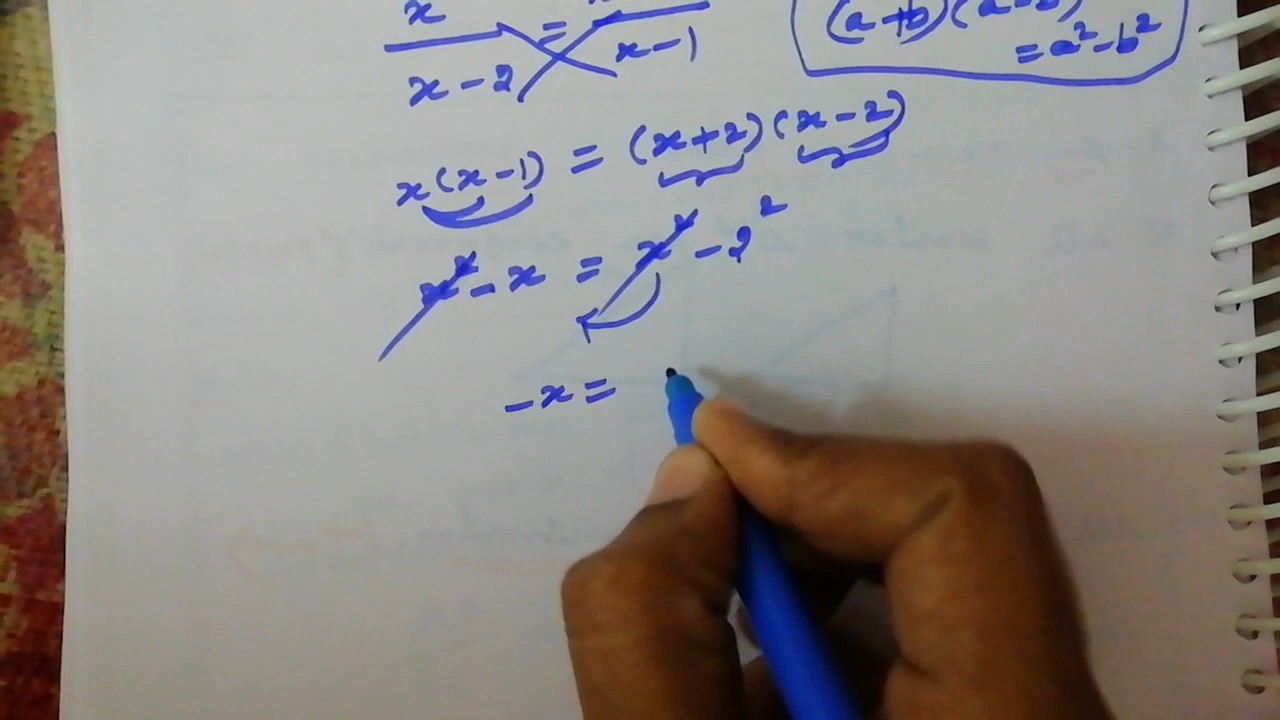 x/(x-2) = /(x-1)
(a+b)(a-b)
= a²-b²
x(x-1) = (x+2)(x-2)
x²-x = x²-2²
-x =